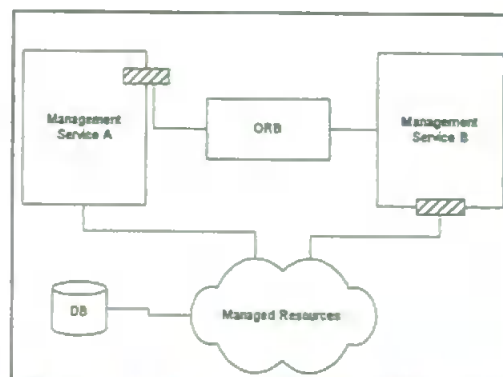 Management
Service A
ORB
Management
Service B
DB
Managed Resources